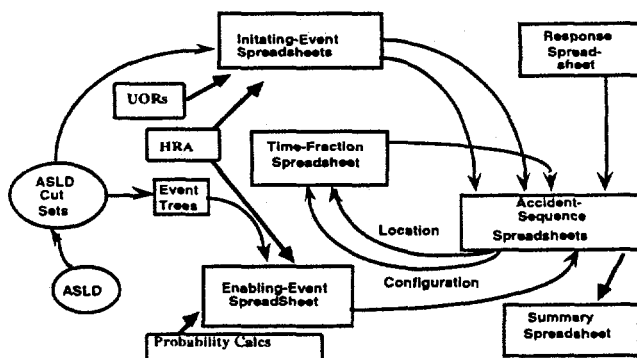 Initating-Event
Spreadsheets
Response
Spread-
sheet
UORs
HRA
Time-Fraction
Spreadsheet
ASLD
Cut
Sets
Event
Trees
Accident-
Sequence
Spreadsheets
Location
ASLD
Enabling-Event
SpreadSheet
Configuration
Summary
Spreadsheet
Probability Calcs